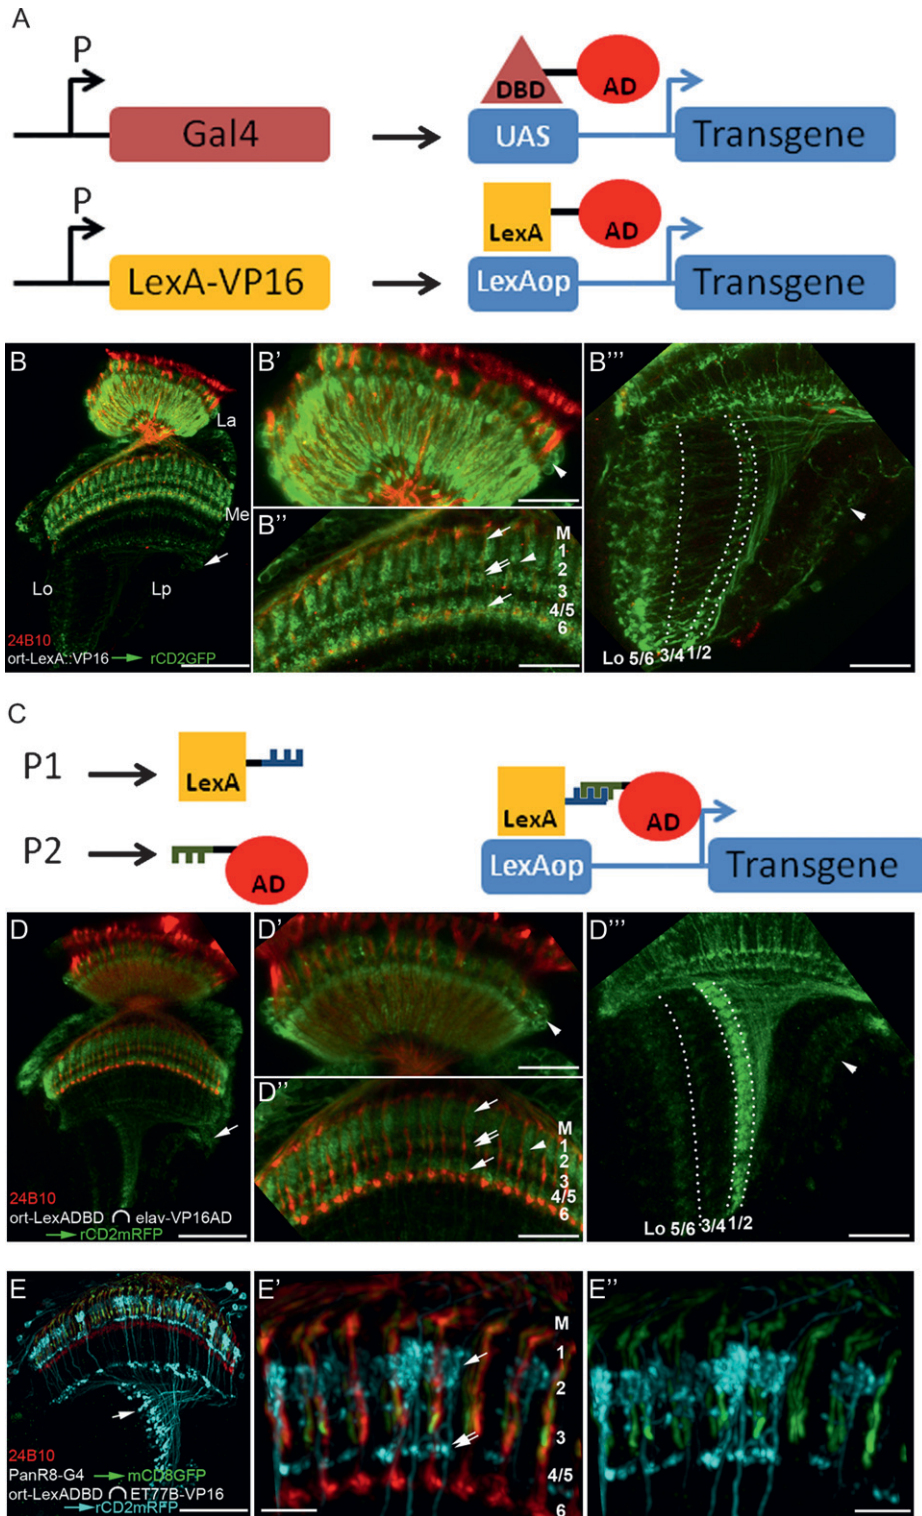 A
P
Gal4
DBD
AD
UAS
Transgene
P
LexA-VP16
LexA
AD
LexAop
Transgene
B
La
Me
Lo
Lp
24B10
ort-LexA::VP16 → rCD2GFP
B'
B''
M
1
2
3
4/5
6
B'''
Lo 5/6 3/4 1/2
C
P1
LexA
P2
AD
LexA
AD
LexAop
Transgene
D
24B10
ort-LexADBD ∩ elav-VP16AD
→ rCD2mRFP
D'
D''
M
1
2
3
4/5
6
D'''
Lo 5/6 3/4 1/2
E
24B10
PanR8-G4 → mCD8GFP
ort-LexADBD ∩ ET77B-VP16
→ rCD2mRFP
E'
M
1
2
3
4/5
6
E''